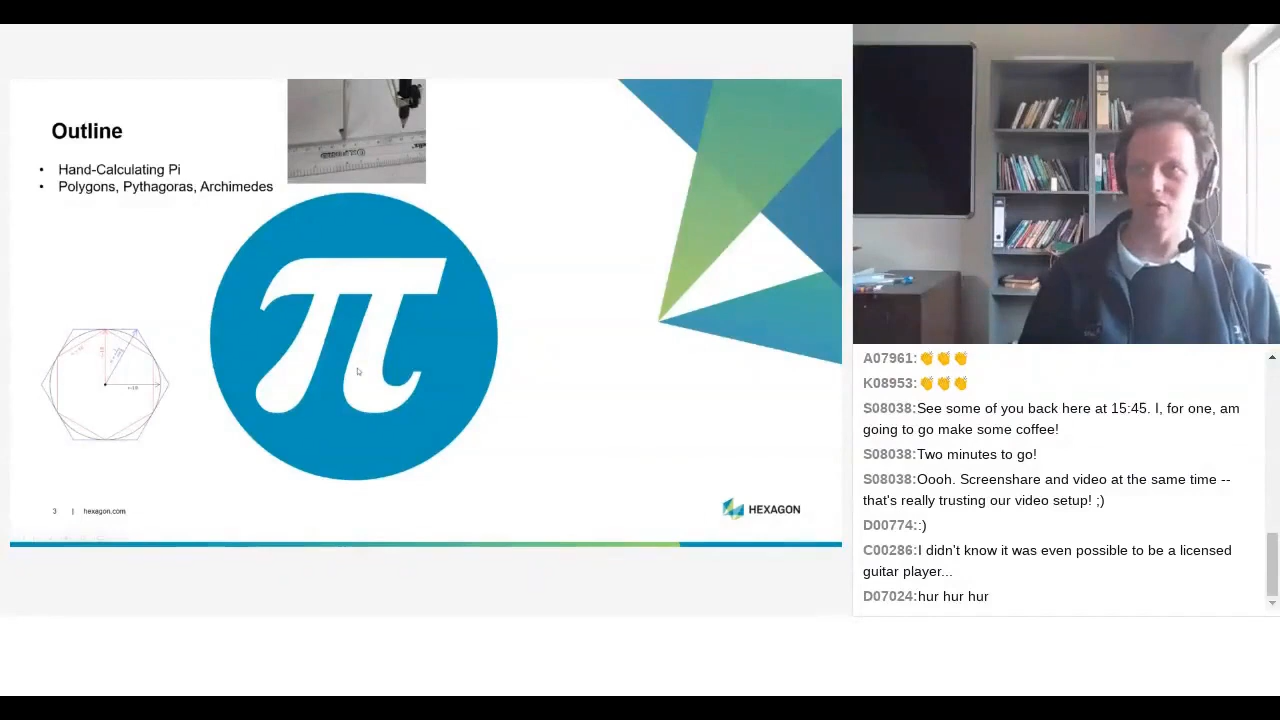 Outline
• Hand-Calculating Pi
• Polygons, Pythagoras, Archimedes
π
3 | hexagon.com
HEXAGON
A07961:👏👏👏
K08953:👏👏👏
S08038:See some of you back here at 15:45. I, for one, am
going to go make some coffee!
S08038:Two minutes to go!
S08038:Oooh. Screenshare and video at the same time --
that's really trusting our video setup! ;)
D00774::)
C00286:I didn't know it was even possible to be a licensed
guitar player...
D07024:hur hur hur